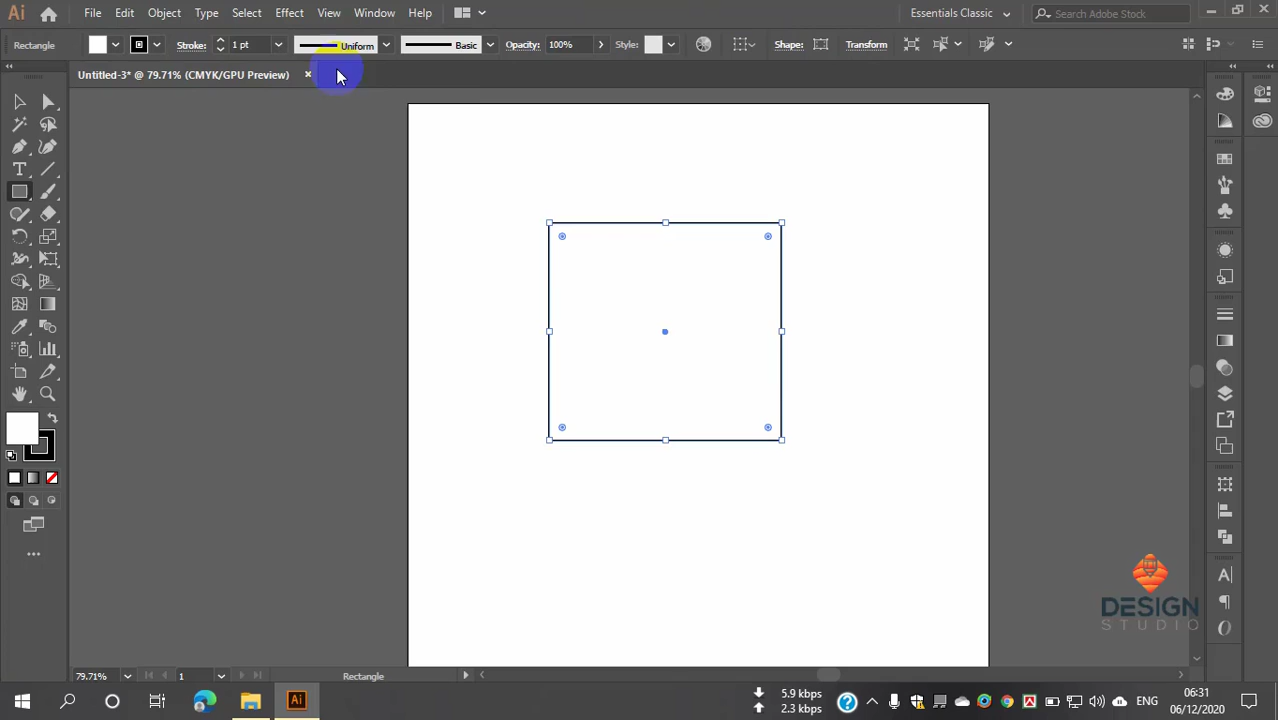 Ai File Edit Object Type Select Effect View Window Help Essentials Classic Search Adobe Stock
Rectangle Stroke: 1 pt Uniform Basic Opacity: 100% Style: Shape: Transform
Untitled-3* @ 79.71% (CMYK/GPU Preview) ×
DESIGN
STUDIO
79.71% 1 Rectangle
Ai 5.9 kbps 2.3 kbps ENG 06:31 06/12/2020